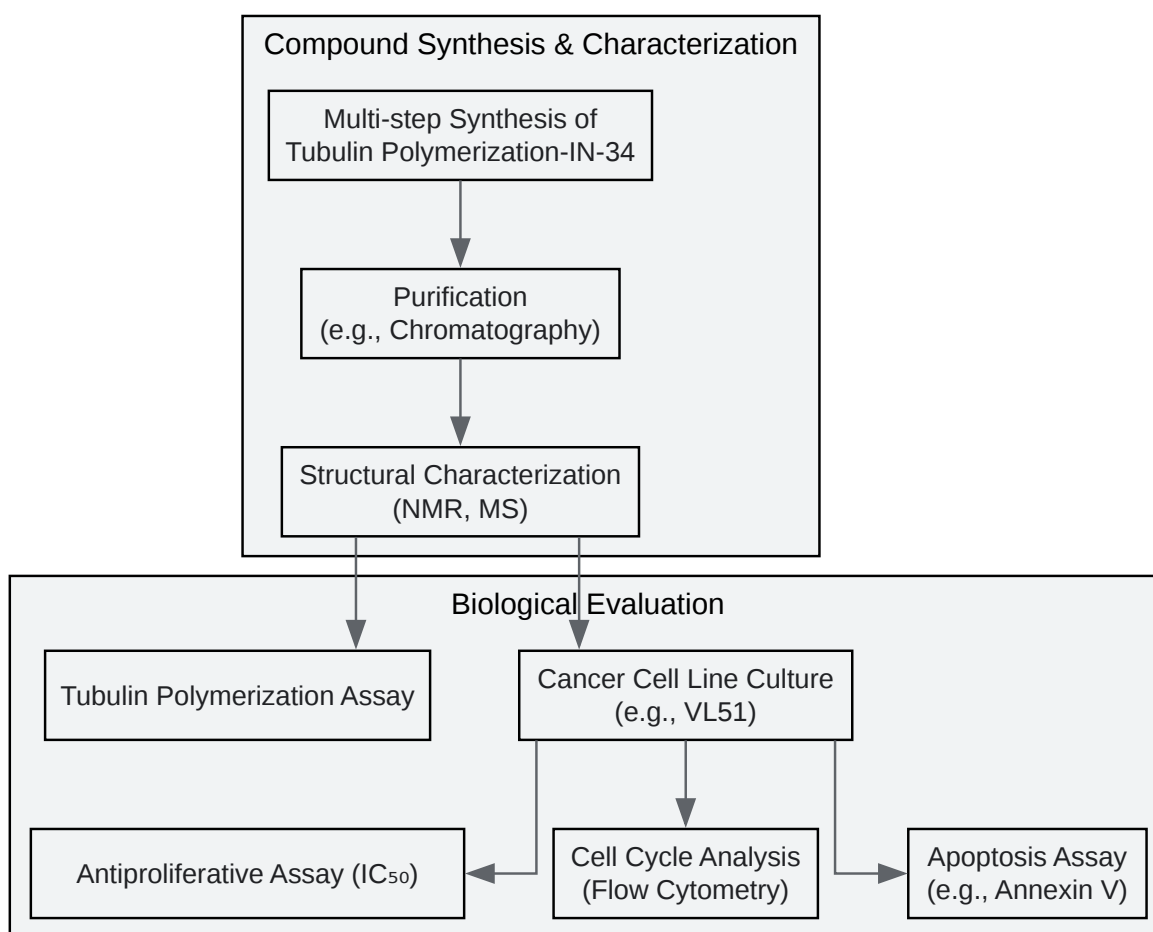 Compound Synthesis & Characterization
Multi-step Synthesis of
Tubulin Polymerization-IN-34
Purification
(e.g., Chromatography)
Structural Characterization
(NMR, MS)
Biological Evaluation
Tubulin Polymerization Assay
Cancer Cell Line Culture
(e.g., VL51)
Antiproliferative Assay (IC₅₀)
Cell Cycle Analysis
(Flow Cytometry)
Apoptosis Assay
(e.g., Annexin V)